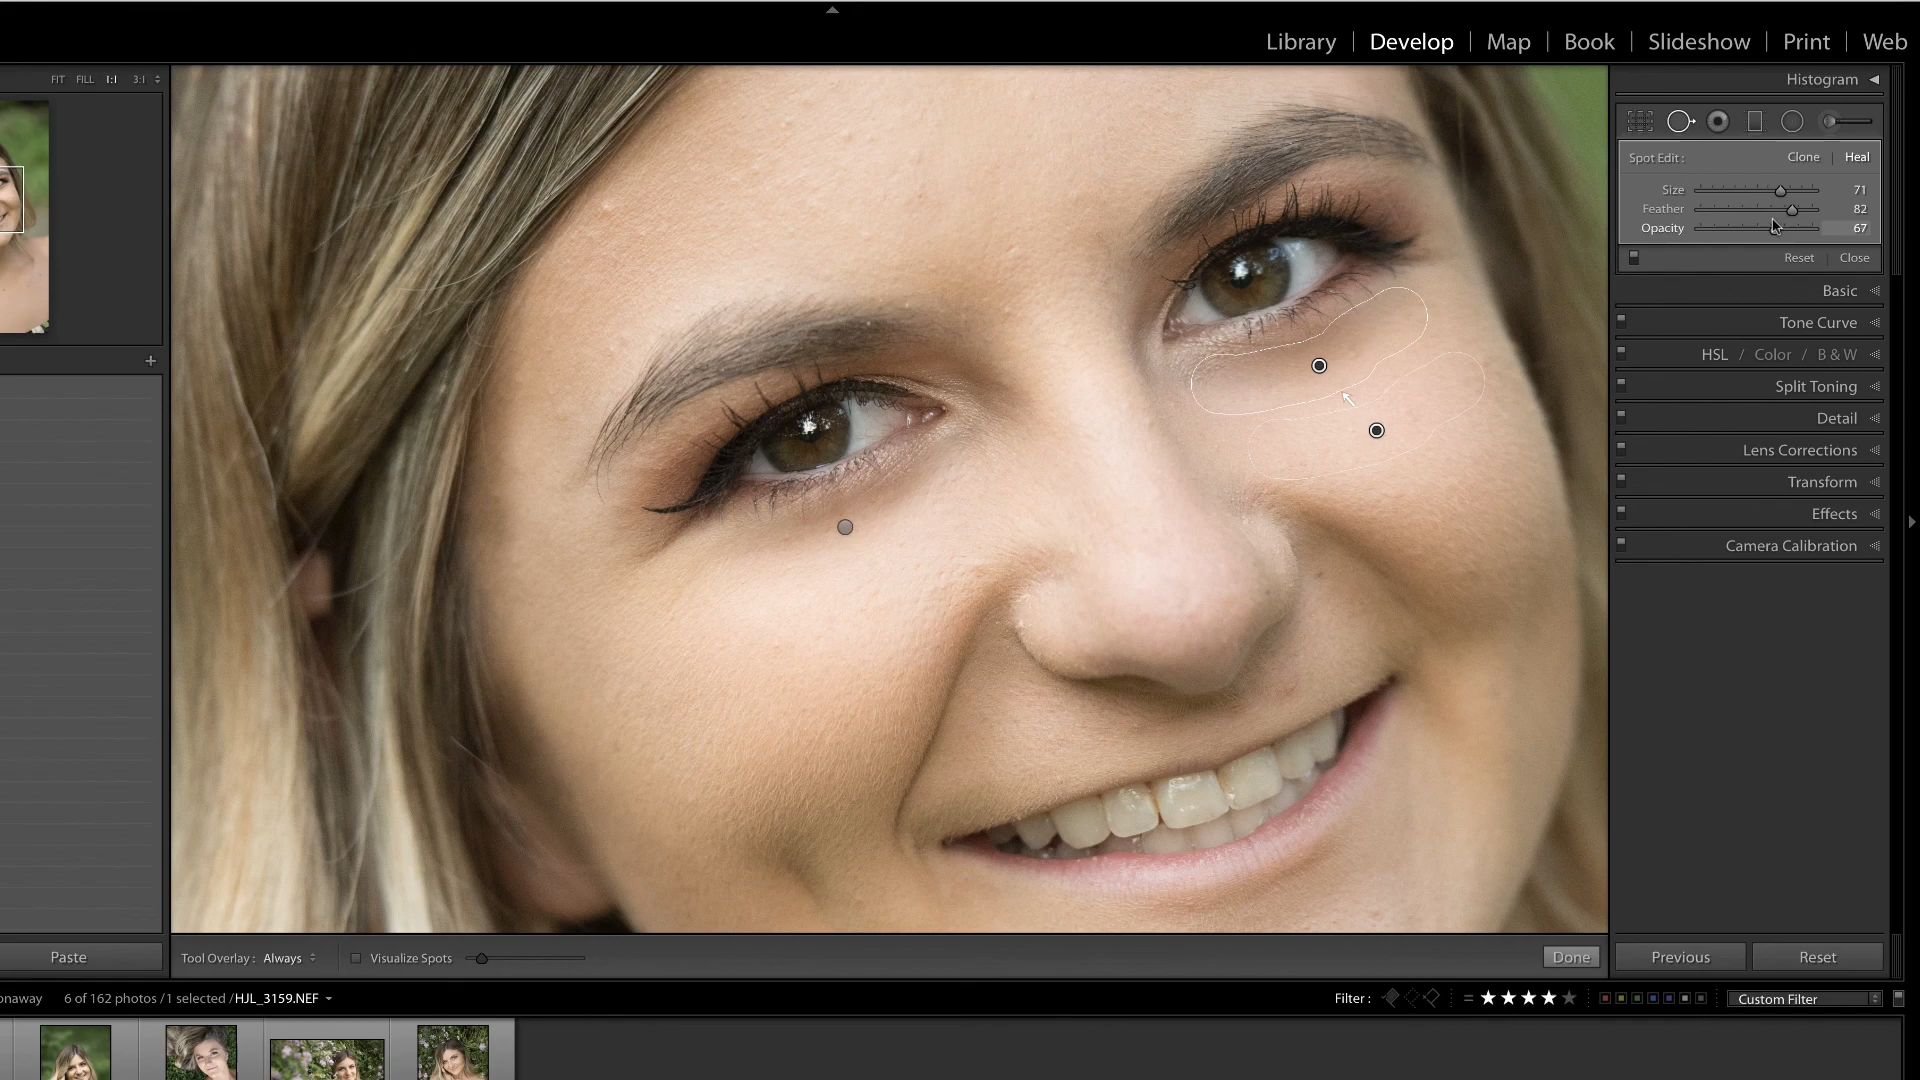 Library | Develop | Map | Book | Slideshow | Print | Web
FIT FILL 1:1 3:1
Histogram
Spot Edit : Clone | Heal
Size 71
Feather 82
Opacity 67
Reset | Close
Basic
Tone Curve
HSL / Color / B & W
Split Toning
Detail
Lens Corrections
Transform
Effects
Camera Calibration
Paste
Tool Overlay : Always Visualize Spots Done
Previous Reset
onaway 6 of 162 photos / 1 selected / HJL_3159.NEF Filter : Custom Filter